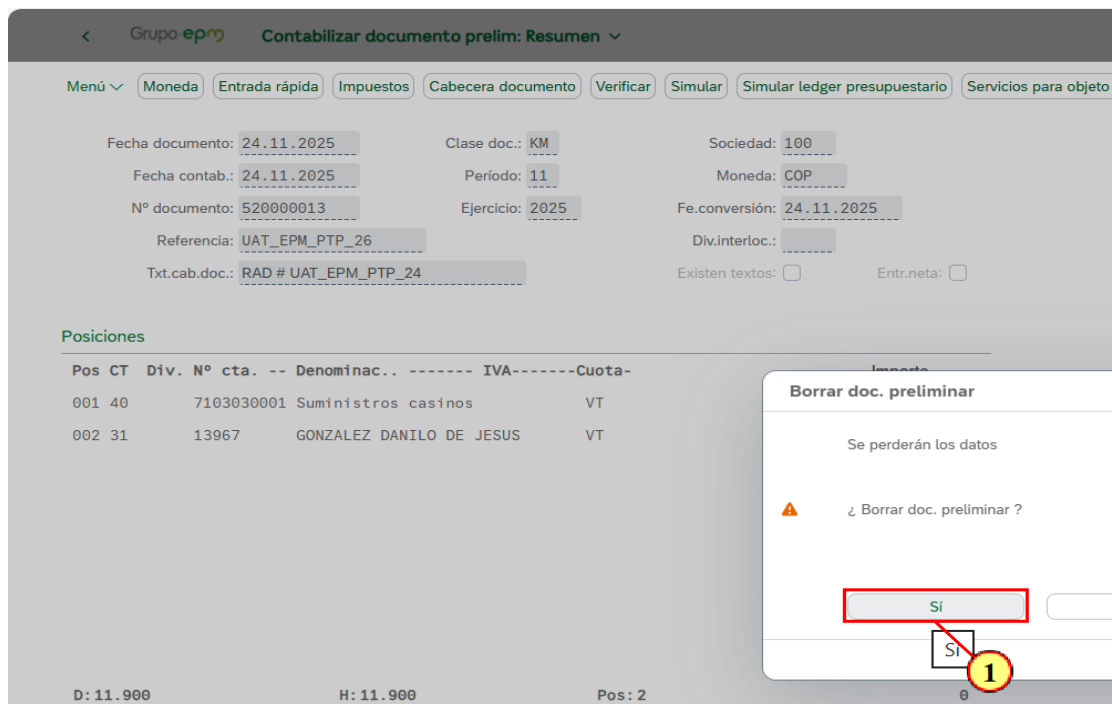 Grupo·epm Contabilizar documento prelim: Resumen
Menú Moneda Entrada rápida Impuestos Cabecera documento Verificar Simular Simular ledger presupuestario Servicios para objeto
Fecha documento: 24.11.2025 Clase doc.: KM Sociedad: 100
Fecha contab.: 24.11.2025 Período: 11 Moneda: COP
Nº documento: 520000013 Ejercicio: 2025 Fe.conversión: 24.11.2025
Referencia: UAT_EPM_PTP_26 Div.interloc.:
Txt.cab.doc.: RAD # UAT_EPM_PTP_24 Existen textos: Entr.neta:
Posiciones
Pos CT Div. Nº cta. -- Denominac.. ------- IVA-------Cuota- Importe
001 40 7103030001 Suministros casinos VT
002 31 13967 GONZALEZ DANILO DE JESUS VT
Borrar doc. preliminar
Se perderán los datos
¿ Borrar doc. preliminar ?
Sí
Sí
1
D:11.900 H:11.900 Pos:2 0